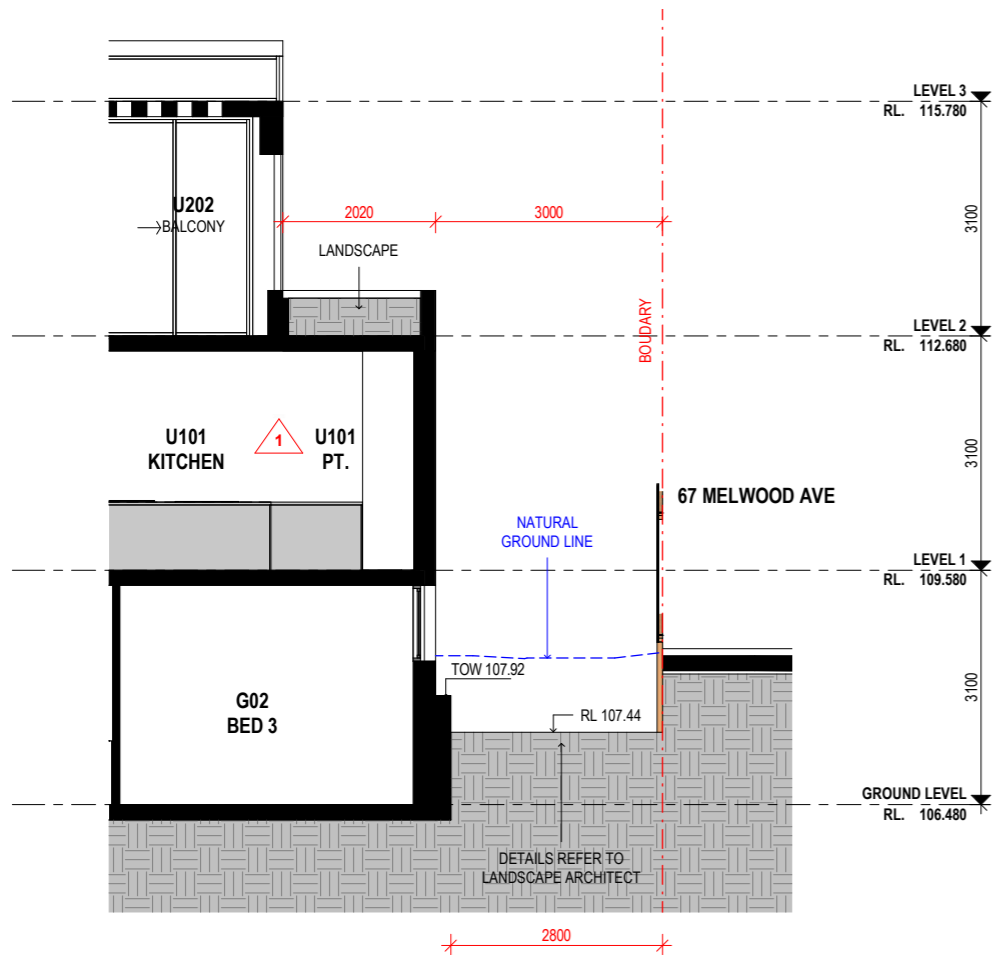 LEVEL 3
RL. 115.780
U202
BALCONY
2020
3000
3100
LANDSCAPE
BOUDARY
LEVEL 2
RL. 112.680
U101
KITCHEN
1
U101
PT.
3100
67 MELWOOD AVE
NATURAL
GROUND LINE
LEVEL 1
RL. 109.580
TOW 107.92
G02
BED 3
RL 107.44
3100
GROUND LEVEL
RL. 106.480
DETAILS REFER TO
LANDSCAPE ARCHITECT
2800